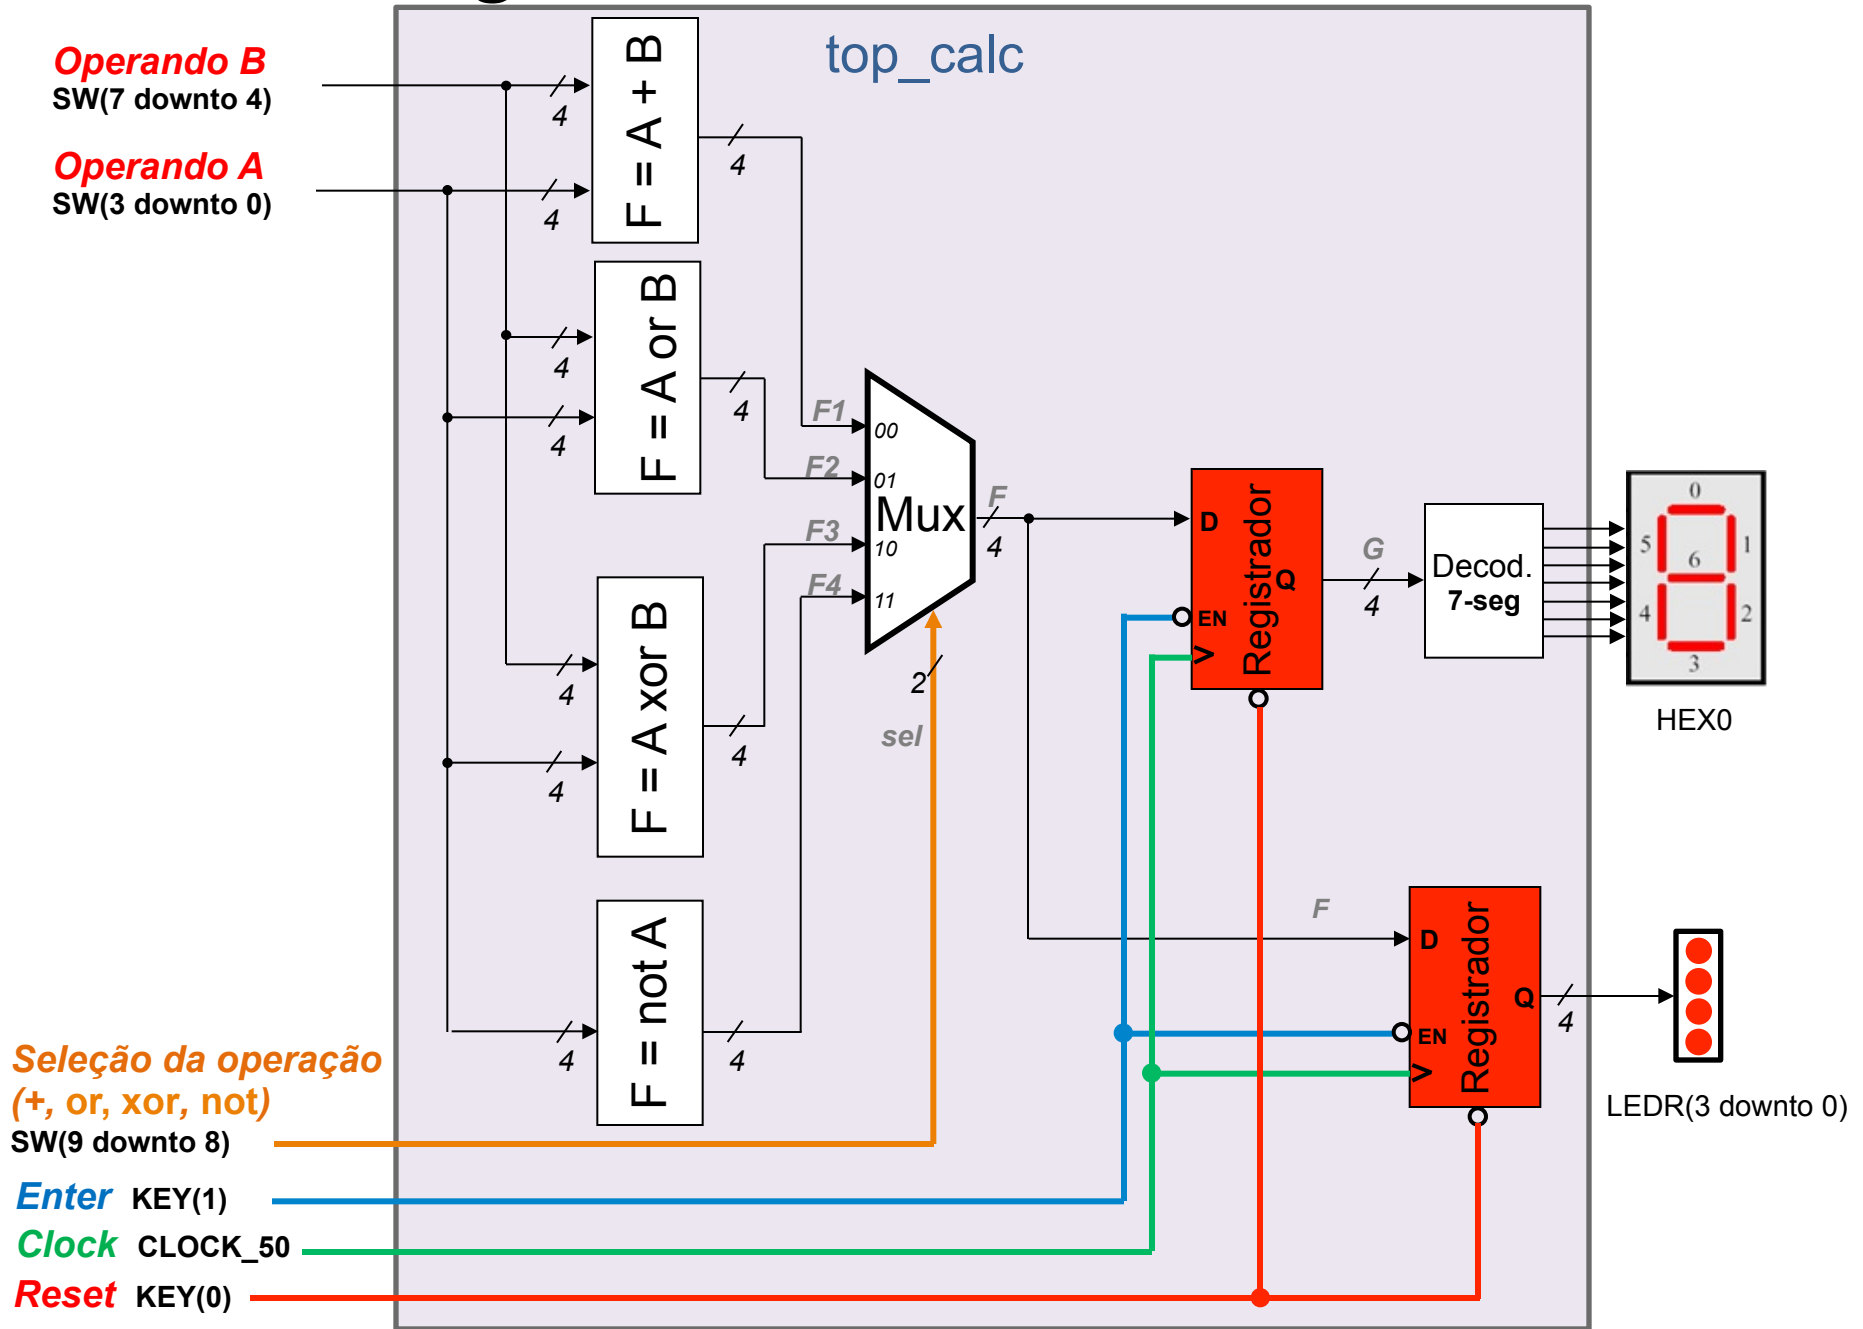 top_calc
Operando B
SW(7 downto 4)
Operando A
SW(3 downto 0)
4
4
F = A + B
4
4
4
F = A or B
4
4
4
F = A xor B
4
4
F = not A
4
F1
F2
F3
F4
00
01
10
11
Mux
2
sel
F
4
D
EN
Q
Registrador
G
4
Decod.
7-seg
0
5
1
6
4
2
3
HEX0
F
D
EN
Q
Registrador
4
LEDR(3 downto 0)
Seleção da operação
(+, or, xor, not)
SW(9 downto 8)
Enter KEY(1)
Clock CLOCK_50
Reset KEY(0)